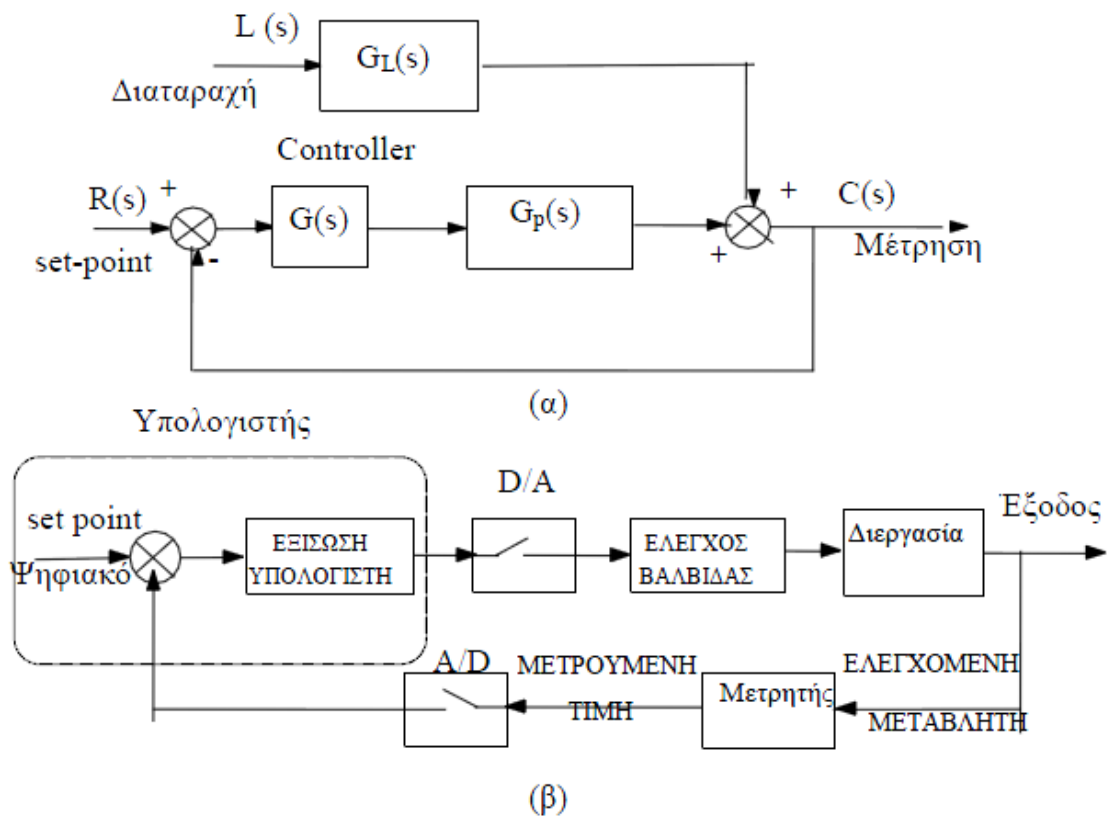 L (s)
G_L(s)
Διαταραχή
Controller
R(s)
+
G(s)
G_p(s)
+
C(s)
set-point
-
+
Μέτρηση
(α)
Υπολογιστής
D/A
Έξοδος
set point
Ψηφιακό
ΕΞΙΣΩΣΗ
ΥΠΟΛΟΓΙΣΤΗ
ΕΛΕΓΧΟΣ
ΒΑΛΒΙΔΑΣ
Διεργασία
A/D
ΜΕΤΡΟΥΜΕΝΗ
ΤΙΜΗ
Μετρητής
ΕΛΕΓΧΟΜΕΝΗ
ΜΕΤΑΒΛΗΤΗ
(β)